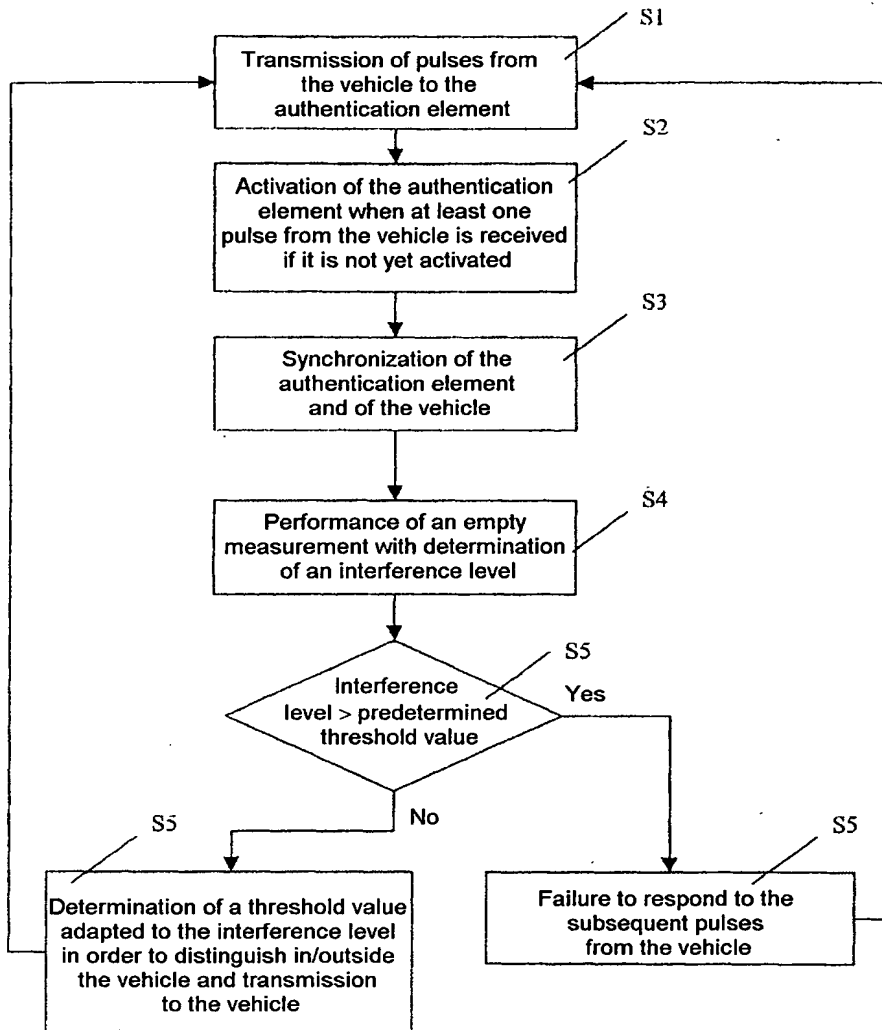 S1
Transmission of pulses from
the vehicle to the
authentication element
S2
Activation of the authentication
element when at least one
pulse from the vehicle is received
if it is not yet activated
S3
Synchronization of the
authentication element
and of the vehicle
S4
Performance of an empty
measurement with determination
of an interference level
S5
Interference
level > predetermined
threshold value
Yes
No
S5
Determination of a threshold value
adapted to the interference level
in order to distinguish in/outside
the vehicle and transmission
to the vehicle
S5
Failure to respond to the
subsequent pulses
from the vehicle